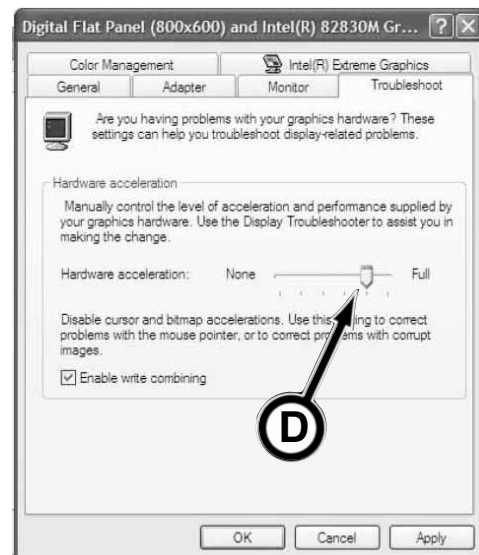 Digital Flat Panel (800x600) and Intel(R) 82830M Gr...
Color Management
Intel(R) Extreme Graphics
General
Adapter
Monitor
Troubleshoot
Are you having problems with your graphics hardware? These
settings can help you troubleshoot display-related problems.
Hardware acceleration
Manually control the level of acceleration and performance supplied by
your graphics hardware. Use the Display Troubleshooter to assist you in
making the change.
Hardware acceleration:
None
Full
Disable cursor and bitmap accelerations. Use this to correct
problems with the mouse pointer, or to correct with corrupt
images.
Enable write combining
D
OK
Cancel
Apply